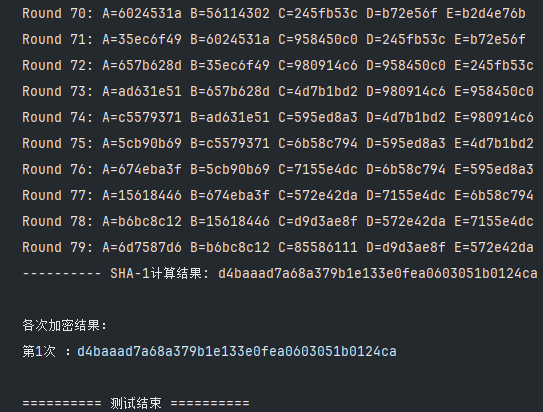 Round 70: A=6024531a B=56114302 C=245fb53c D=b72e56f E=b2d4e76b
Round 71: A=35ec6f49 B=6024531a C=958450c0 D=245fb53c E=b72e56f
Round 72: A=657b628d B=35ec6f49 C=980914c6 D=958450c0 E=245fb53c
Round 73: A=ad631e51 B=657b628d C=4d7b1bd2 D=980914c6 E=958450c0
Round 74: A=c5579371 B=ad631e51 C=595ed8a3 D=4d7b1bd2 E=980914c6
Round 75: A=5cb90b69 B=c5579371 C=6b58c794 D=595ed8a3 E=4d7b1bd2
Round 76: A=674eba3f B=5cb90b69 C=7155e4dc D=6b58c794 E=595ed8a3
Round 77: A=15618446 B=674eba3f C=572e42da D=7155e4dc E=6b58c794
Round 78: A=b6bc8c12 B=15618446 C=d9d3ae8f D=572e42da E=7155e4dc
Round 79: A=6d7587d6 B=b6bc8c12 C=85586111 D=d9d3ae8f E=572e42da
---------- SHA-1计算结果: d4baaad7a68a379b1e133e0fea0603051b0124ca
各次加密结果:
第1次 : d4baaad7a68a379b1e133e0fea0603051b0124ca
========== 测试结束 ==========